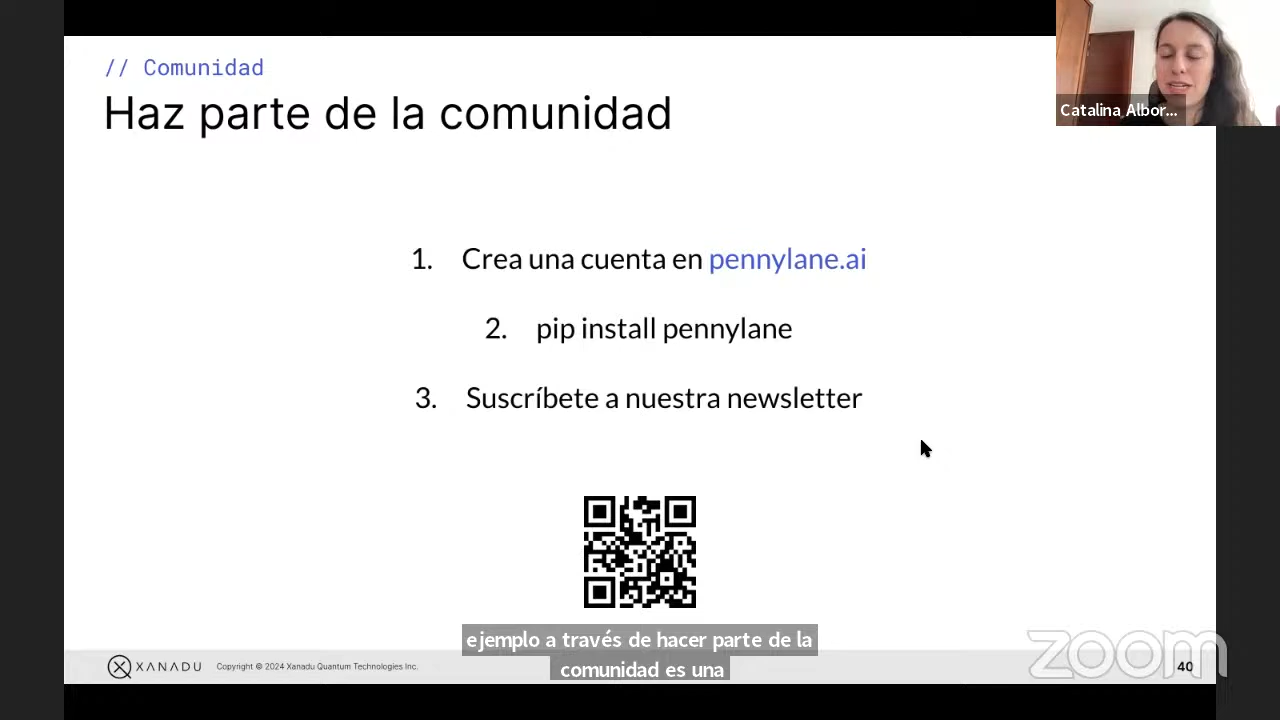 // Comunidad
Haz parte de la comunidad
Catalina Albor...
1. Crea una cuenta en pennylane.ai
2. pip install pennylane
3. Suscríbete a nuestra newsletter
ejemplo a través de hacer parte de la
comunidad es una
XANADU Copyright © 2024 Xanadu Quantum Technologies Inc.
zoom
40